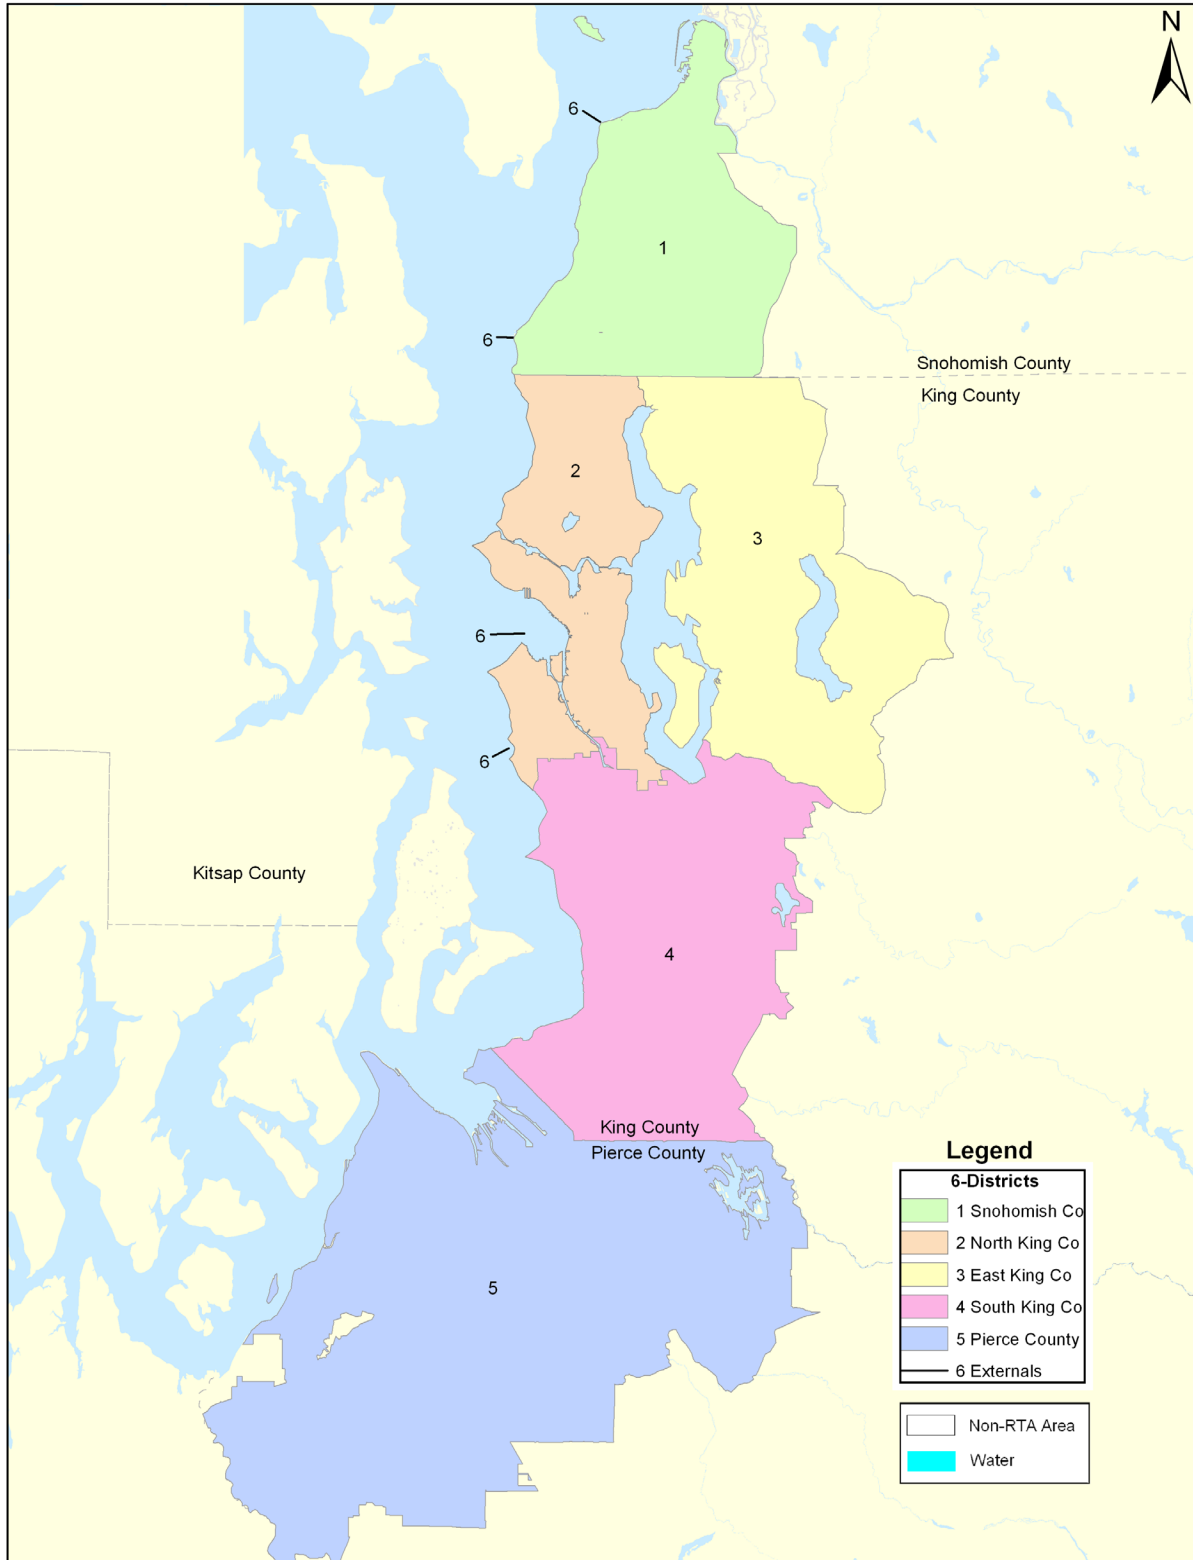 N
6
1
6
Snohomish County
King County
2
3
6
6
Kitsap County
4
King County
Pierce County
5
Legend
6-Districts
1 Snohomish Co
2 North King Co
3 East King Co
4 South King Co
5 Pierce County
6 Externals
Non-RTA Area
Water